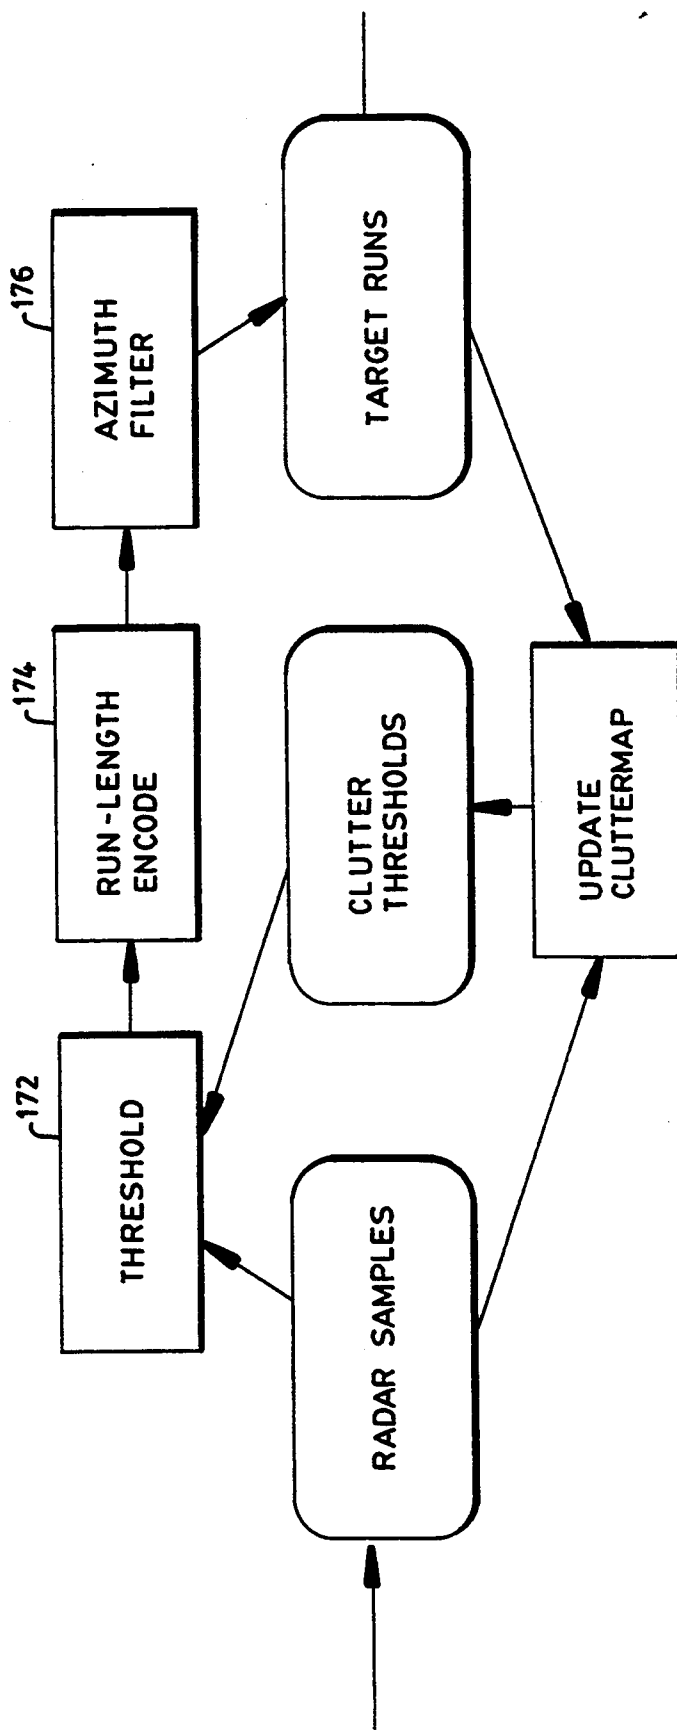 172
THRESHOLD
174
RUN-LENGTH
ENCODE
176
AZIMUTH
FILTER
RADAR SAMPLES
CLUTTER
THRESHOLDS
TARGET RUNS
UPDATE
CLUTTERMAP